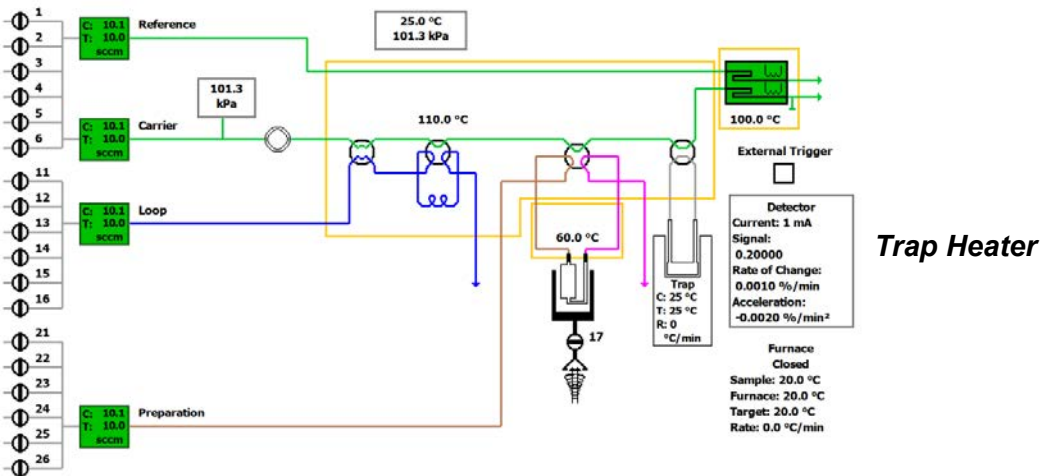 1
2
3
4
5
6
C: 10.1
T: 10.0
sccm
Reference
25.0 °C
101.3 kPa
101.3
kPa
C: 10.1
T: 10.0
sccm
Carrier
110.0 °C
100.0 °C
External Trigger
11
12
13
14
15
16
C: 10.1
T: 10.0
sccm
Loop
60.0 °C
Trap
C: 25 °C
T: 25 °C
R: 0
°C/min
17
Detector
Current: 1 mA
Signal:
0.20000
Rate of Change:
0.0010 %/min
Acceleration:
-0.0020 %/min²
Trap Heater
21
22
23
24
25
26
C: 10.1
T: 10.0
sccm
Preparation
Furnace
Closed
Sample: 20.0 °C
Furnace: 20.0 °C
Target: 20.0 °C
Rate: 0.0 °C/min